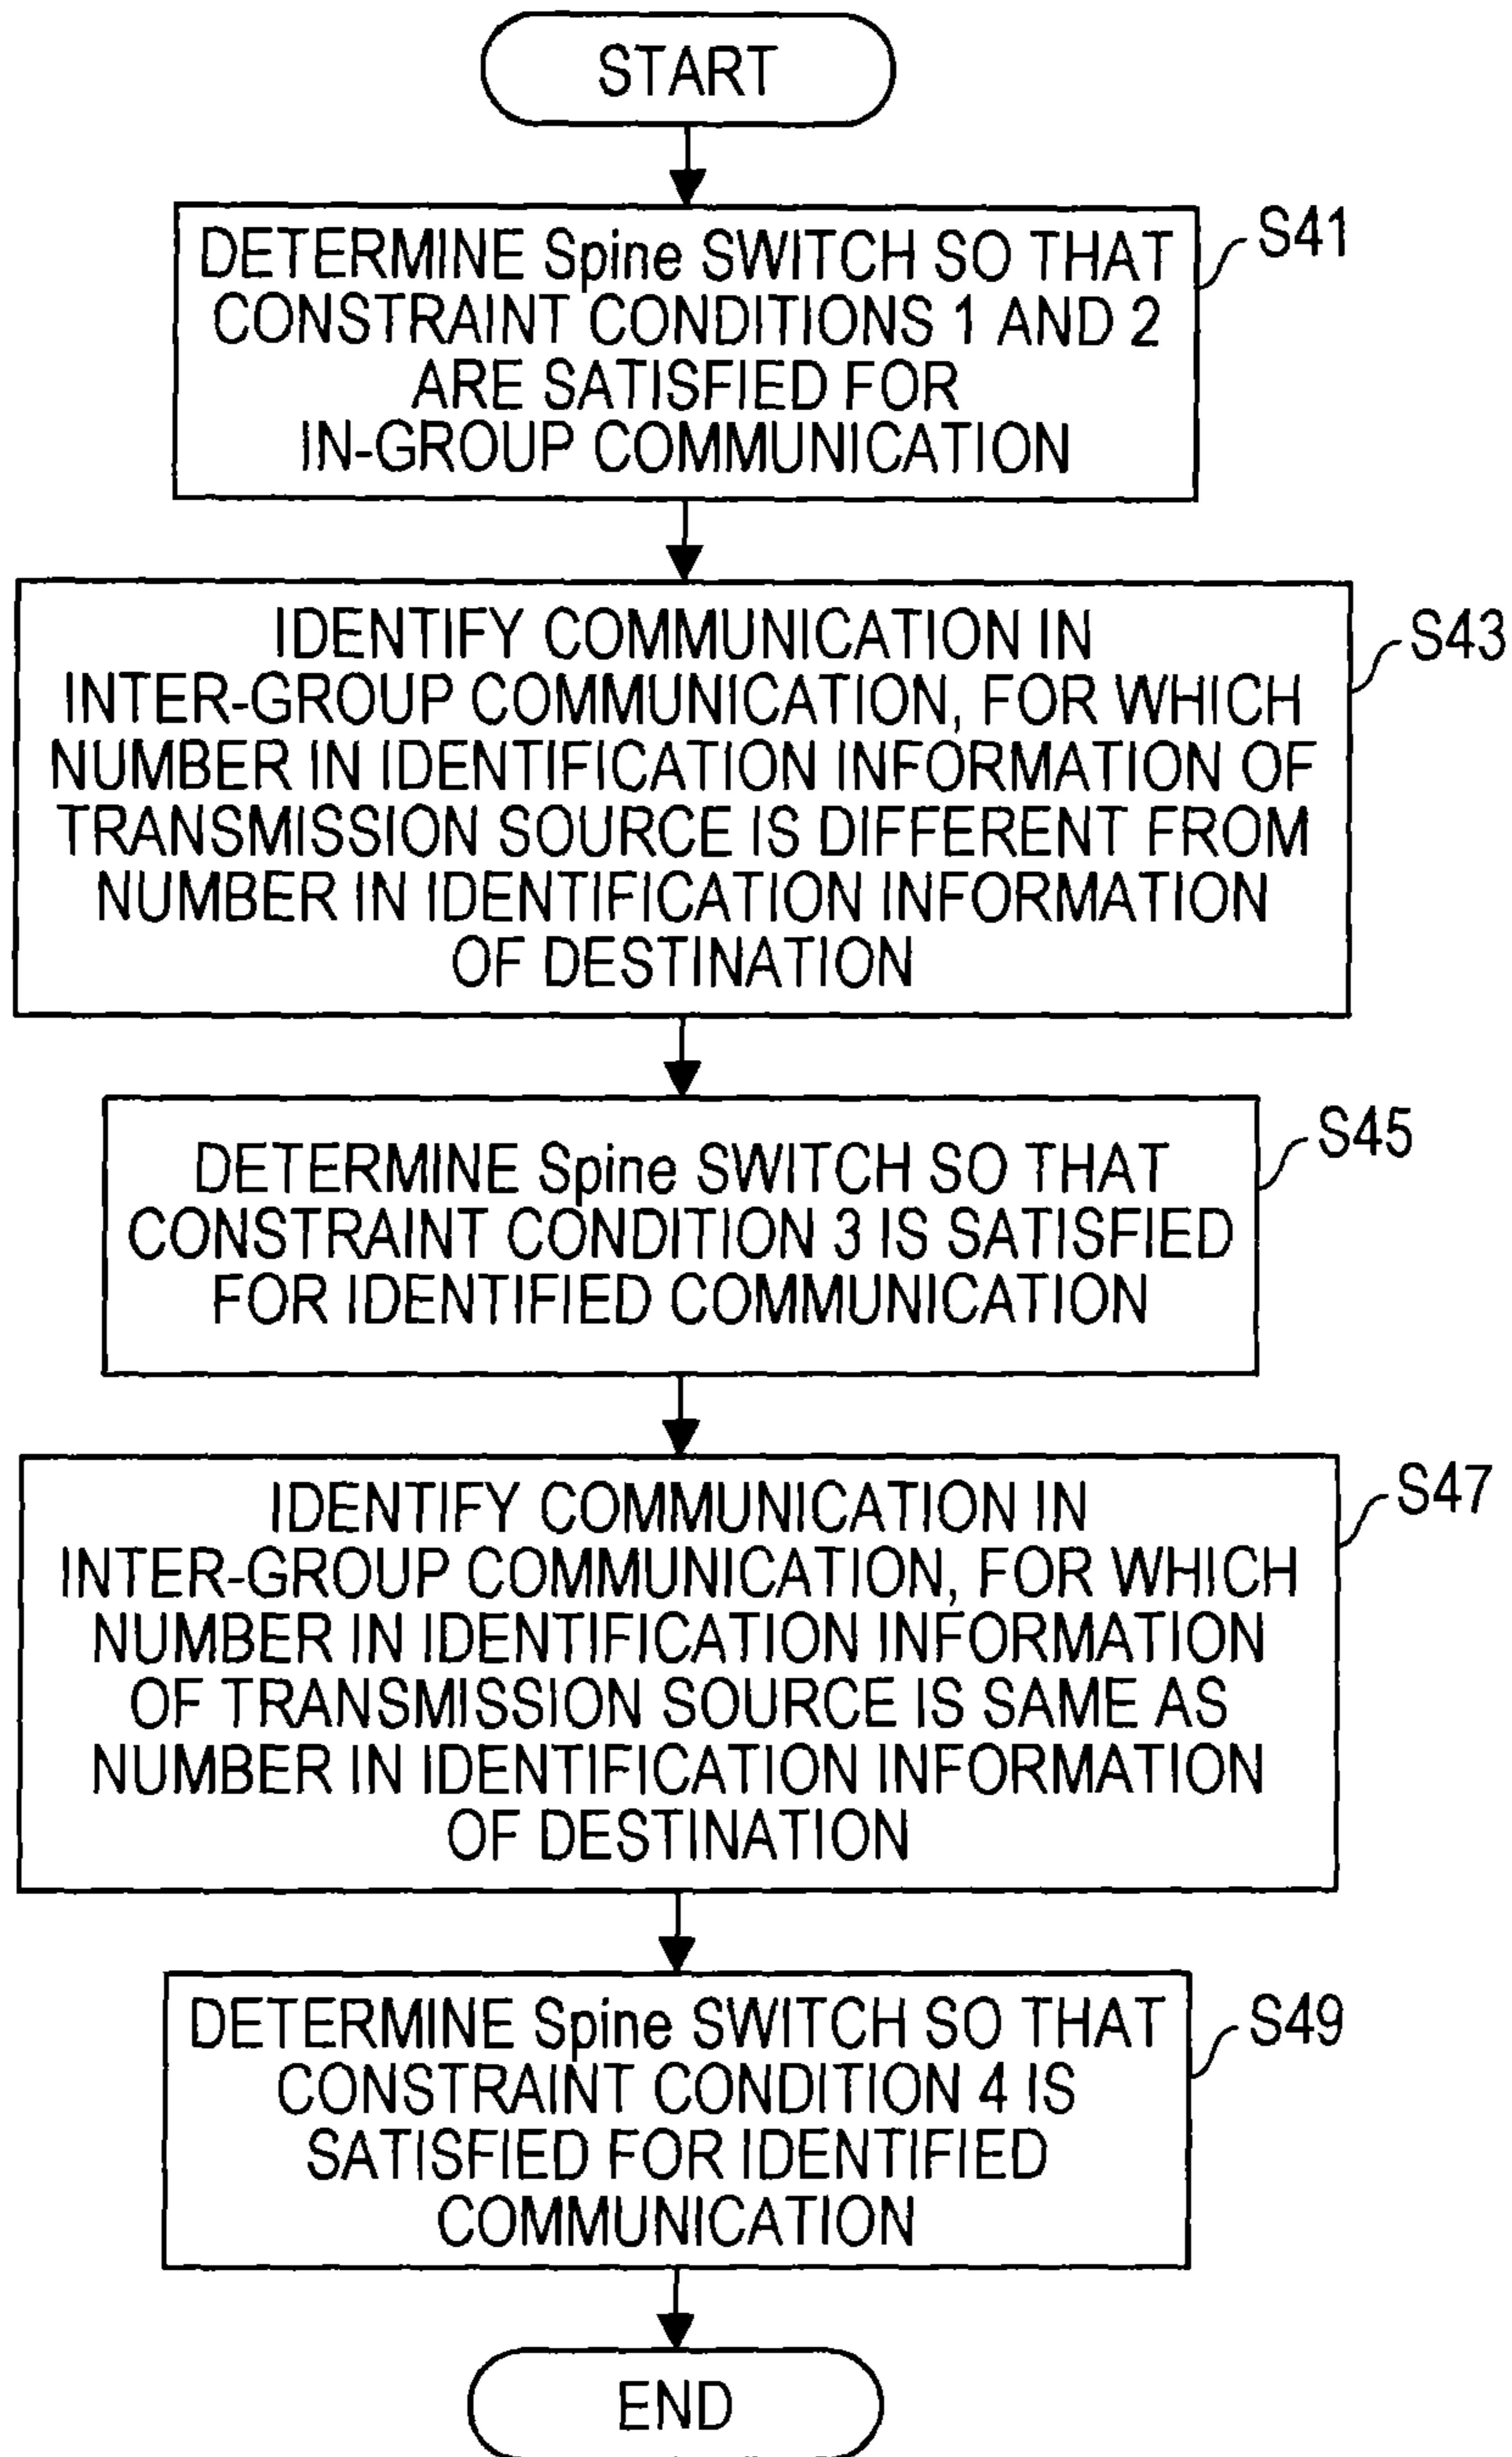 START
DETERMINE Spine SWITCH SO THAT
CONSTRAINT CONDITIONS 1 AND 2
ARE SATISFIED FOR
IN-GROUP COMMUNICATION
S41
IDENTIFY COMMUNICATION IN
INTER-GROUP COMMUNICATION, FOR WHICH
NUMBER IN IDENTIFICATION INFORMATION OF
TRANSMISSION SOURCE IS DIFFERENT FROM
NUMBER IN IDENTIFICATION INFORMATION
OF DESTINATION
S43
DETERMINE Spine SWITCH SO THAT
CONSTRAINT CONDITION 3 IS SATISFIED
FOR IDENTIFIED COMMUNICATION
S45
IDENTIFY COMMUNICATION IN
INTER-GROUP COMMUNICATION, FOR WHICH
NUMBER IN IDENTIFICATION INFORMATION
OF TRANSMISSION SOURCE IS SAME AS
NUMBER IN IDENTIFICATION INFORMATION
OF DESTINATION
S47
DETERMINE Spine SWITCH SO THAT
CONSTRAINT CONDITION 4 IS
SATISFIED FOR IDENTIFIED
COMMUNICATION
S49
END